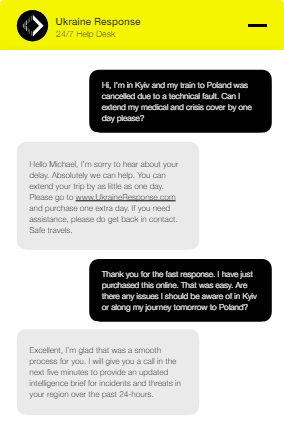 Ukraine Response
24/7 Help Desk
Hi, I'm in Kyiv and my train to Poland was
cancelled due to a technical fault. Can I
extend my medical and crisis cover by one
day please?
Hello Michael, I'm sorry to hear about your
delay. Absolutely we can help. You can
extend your trip by as little as one day.
Please go to www.UkraineResponse.com
and purchase one extra day. If you need
assistance, please do get back in contact.
Safe travels.
Thank you for the fast response. I have just
purchased this online. That was easy. Are
there any issues I should be aware of in Kyiv
or along my journey tomorrow to Poland?
Excellent, I'm glad that was a smooth
process for you. I will give you a call in the
next five minutes to provide an updated
intelligence brief for incidents and threats in
your region over the past 24-hours.